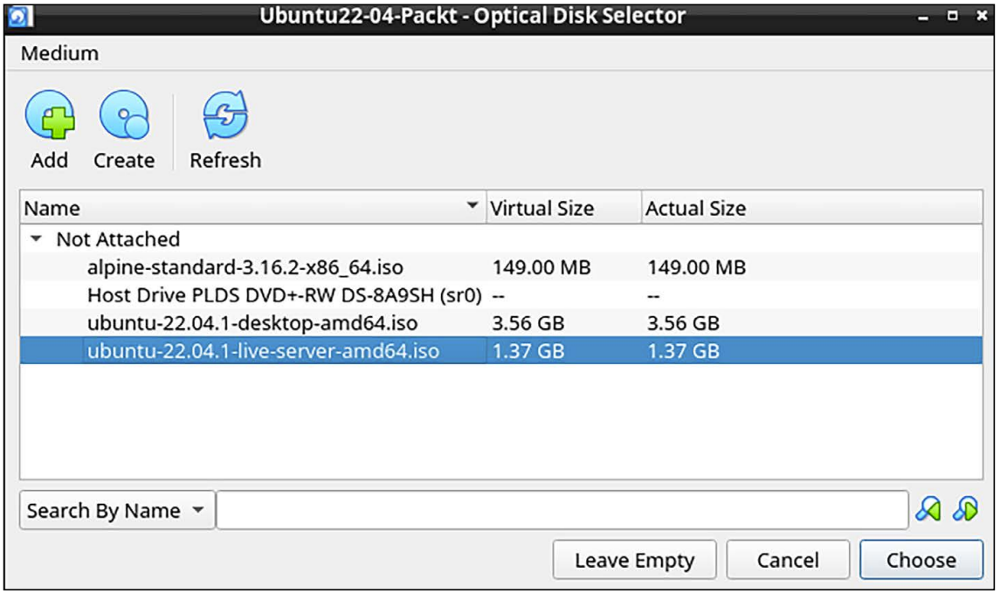 Ubuntu22-04-Packt - Optical Disk Selector
Medium
Add Create Refresh
Name Virtual Size Actual Size
Not Attached
alpine-standard-3.16.2-x86_64.iso 149.00 MB 149.00 MB
Host Drive PLDS DVD+-RW DS-8A9SH (sr0) -- --
ubuntu-22.04.1-desktop-amd64.iso 3.56 GB 3.56 GB
ubuntu-22.04.1-live-server-amd64.iso 1.37 GB 1.37 GB
Search By Name
Leave Empty Cancel Choose